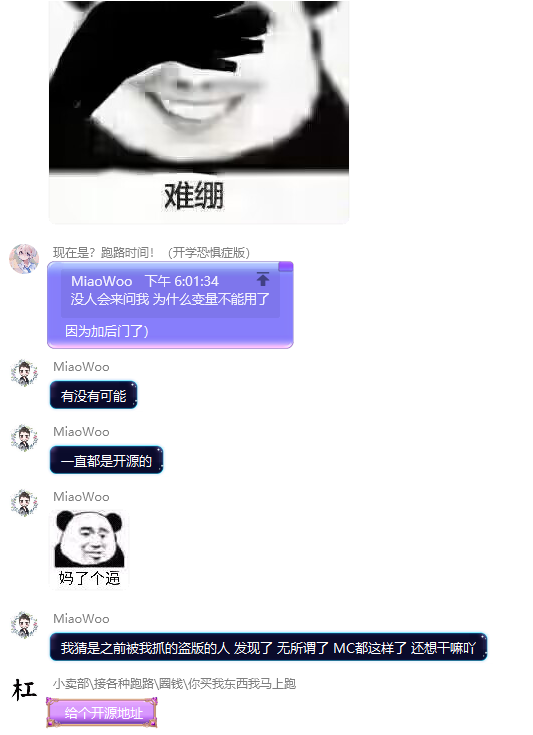 难绷
现在是？跑路时间！（开学恐惧症版）
MiaoWoo 下午 6:01:34
没人会来问我 为什么变量不能用了
因为加后门了）
MiaoWoo
有没有可能
MiaoWoo
一直都是开源的
MiaoWoo
妈了个逼
MiaoWoo
我猜是之前被我抓的盗版的人 发现了 无所谓了 MC都这样了 还想干嘛吖
杠
小卖部\接各种跑路\圈钱\你买我东西我马上跑
给个开源地址